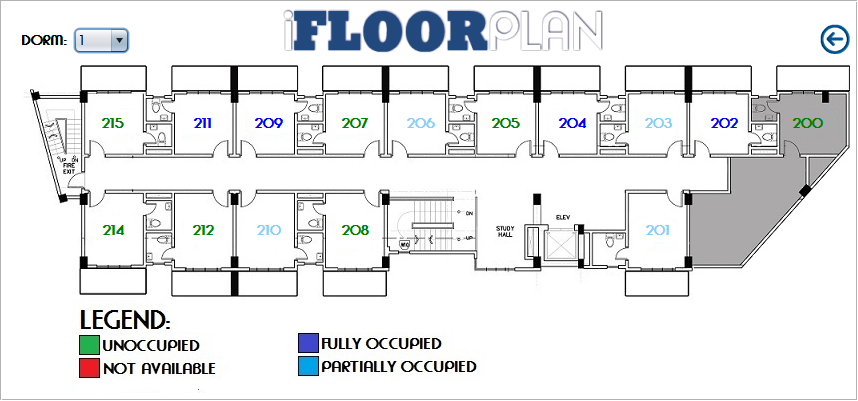 iFLOORPLAN
DORM: 1
215 211 209 207 206 205 204 203 202 200
UP DN
FIRE
EXIT
214 212 210 208 201
DN
UP
STUDY
HALL
ELEV
LEGEND:
UNOCCUPIED
FULLY OCCUPIED
NOT AVAILABLE
PARTIALLY OCCUPIED